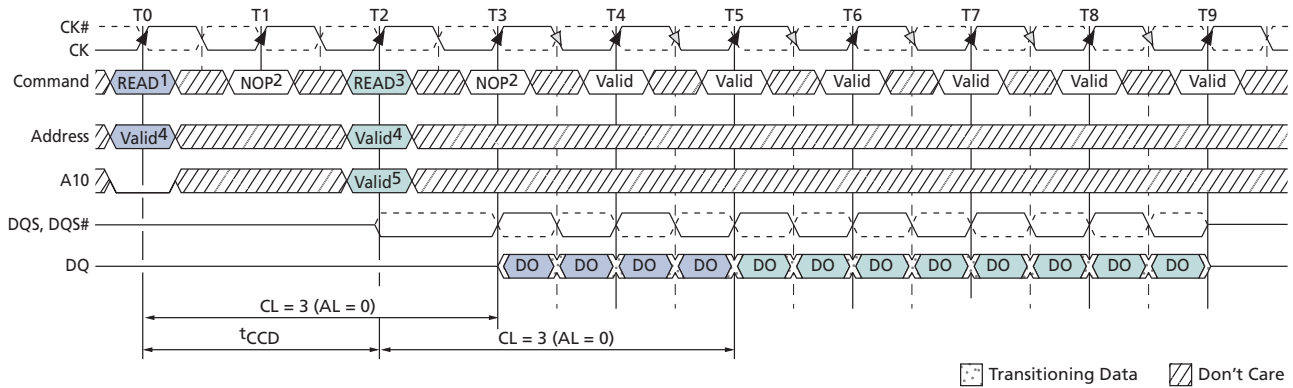 T0 T1 T2 T3 T4 T5 T6 T7 T8 T9
CK#
CK
Command READ1 NOP2 READ3 NOP2 Valid Valid Valid Valid Valid Valid
Address Valid4 Valid4
A10 Valid5
DQS, DQS#
DQ DO DO DO DO DO DO DO DO DO DO DO DO
CL = 3 (AL = 0)
tCCD CL = 3 (AL = 0)
Transitioning Data Don't Care